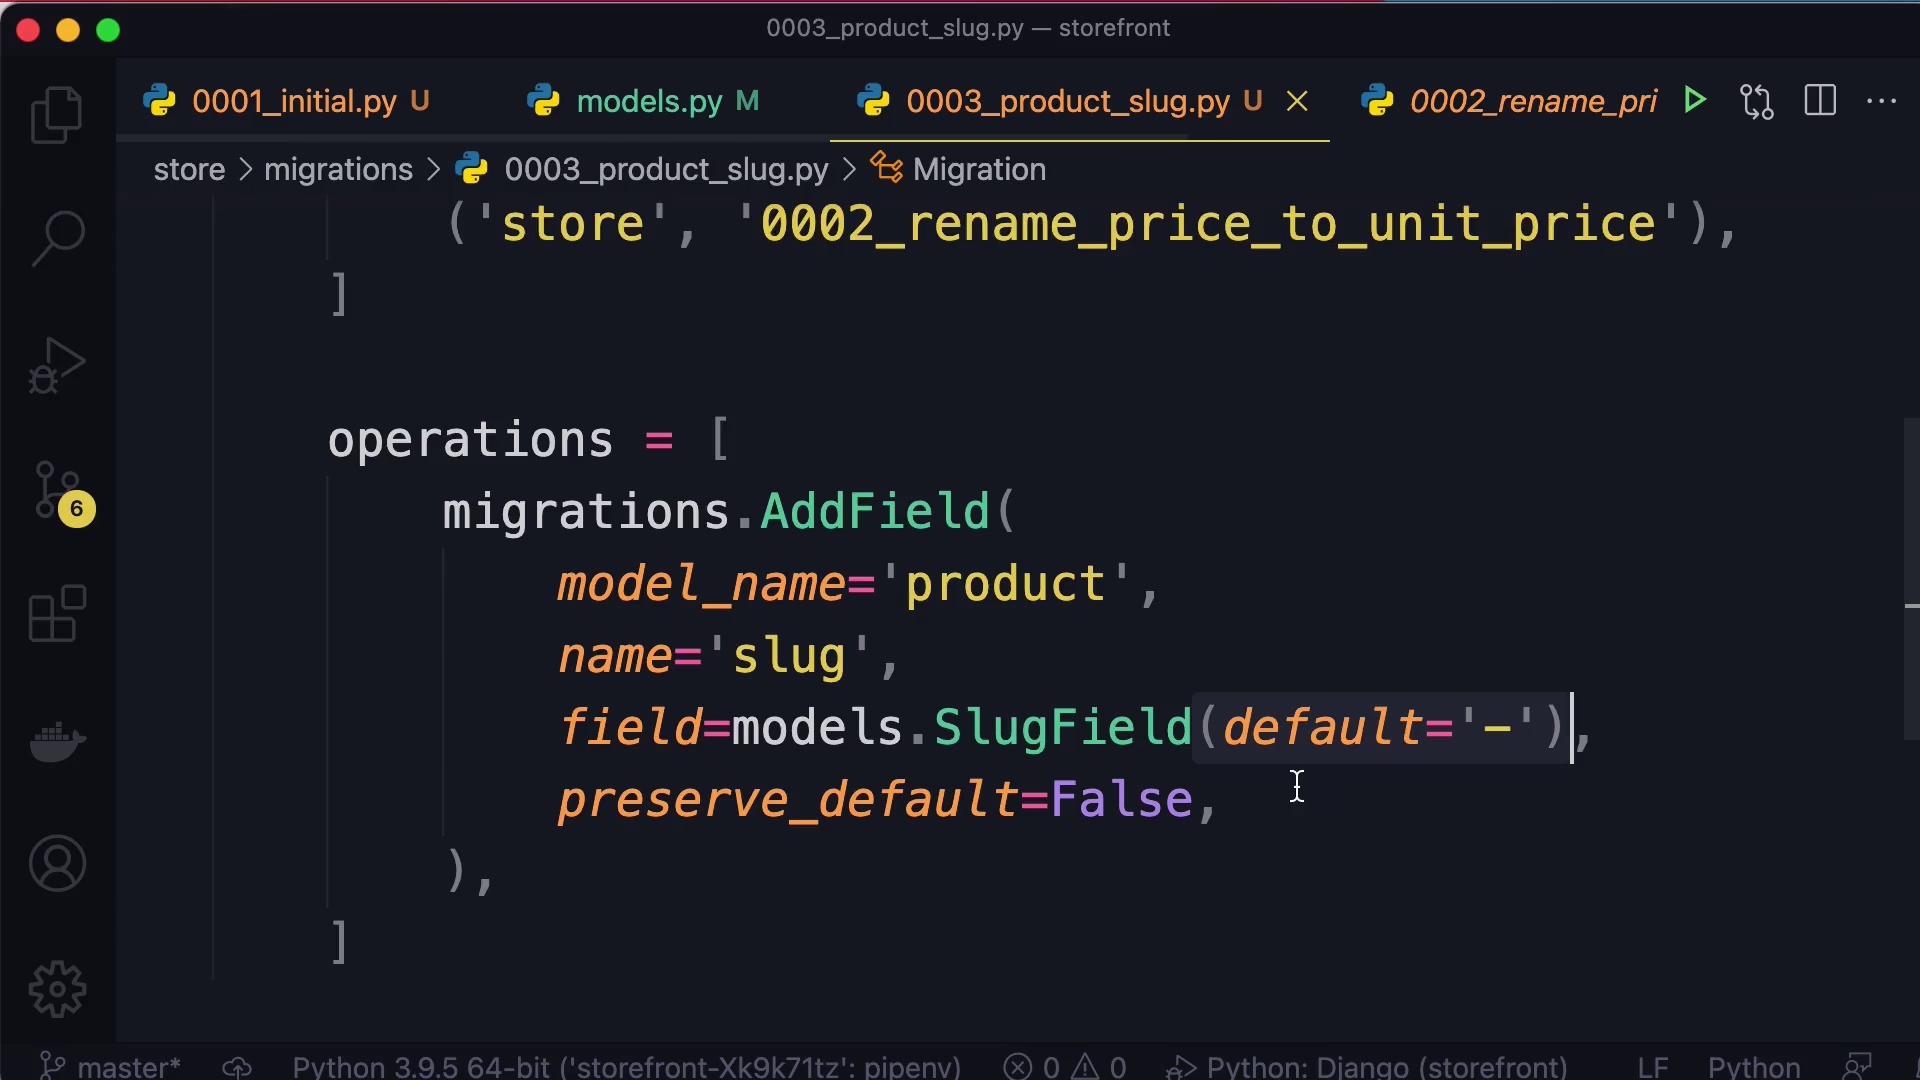 0003_product_slug.py — storefront
0001_initial.py U
models.py M
0003_product_slug.py U
0002_rename_pri
store > migrations > 0003_product_slug.py > Migration
('store', '0002_rename_price_to_unit_price'),
]
operations = [
migrations.AddField(
model_name='product',
name='slug',
field=models.SlugField(default='-'),
preserve_default=False,
),
]
6
master*
Python 3.9.5 64-bit ('storefront-Xk9k71tz': pipenv)
0
0
Python: Django (storefront)
LF
Python